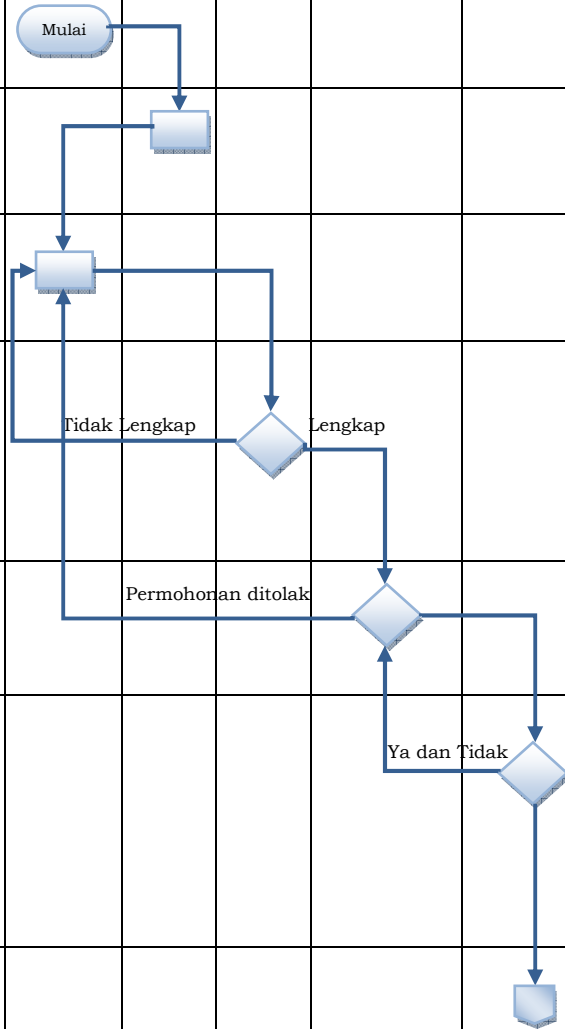 Mulai
Tidak Lengkap
Lengkap
Permohonan ditolak
Ya dan Tidak